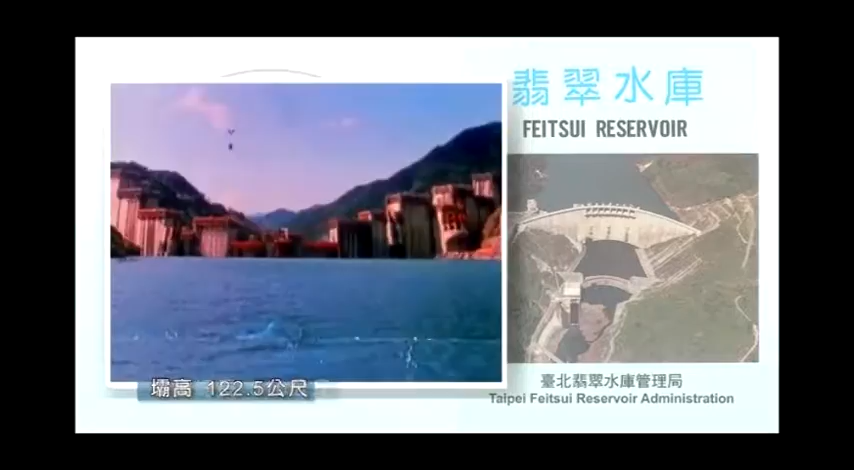 翡翠水庫
FEITSUI RESERVOIR
壩高 122.5公尺
臺北翡翠水庫管理局
Taipei Feitsui Reservoir Administration